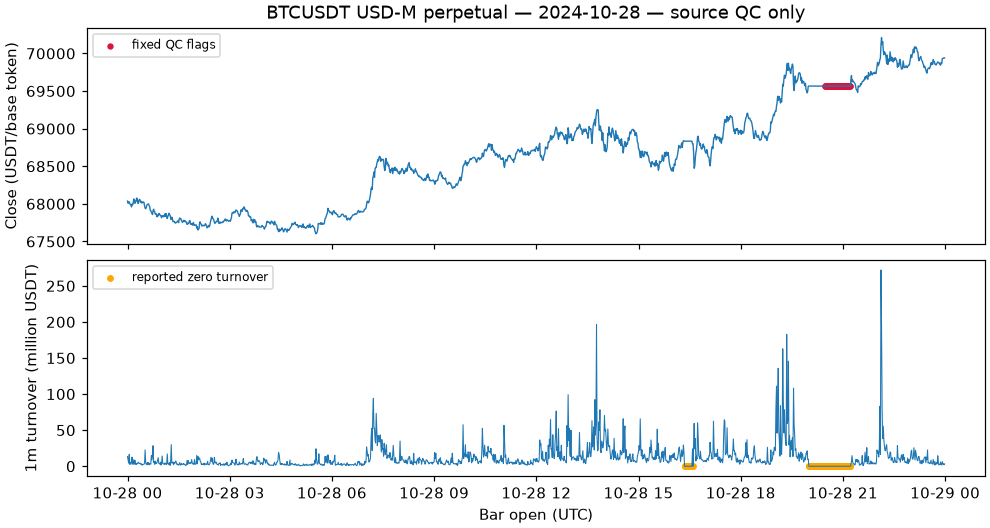 BTCUSDT USD-M perpetual — 2024-10-28 — source QC only
Close (USDT/base token)
70000
69500
69000
68500
68000
67500
fixed QC flags
1m turnover (million USDT)
250
200
150
100
50
0
reported zero turnover
10-28 00 10-28 03 10-28 06 10-28 09 10-28 12 10-28 15 10-28 18 10-28 21 10-29 00
Bar open (UTC)